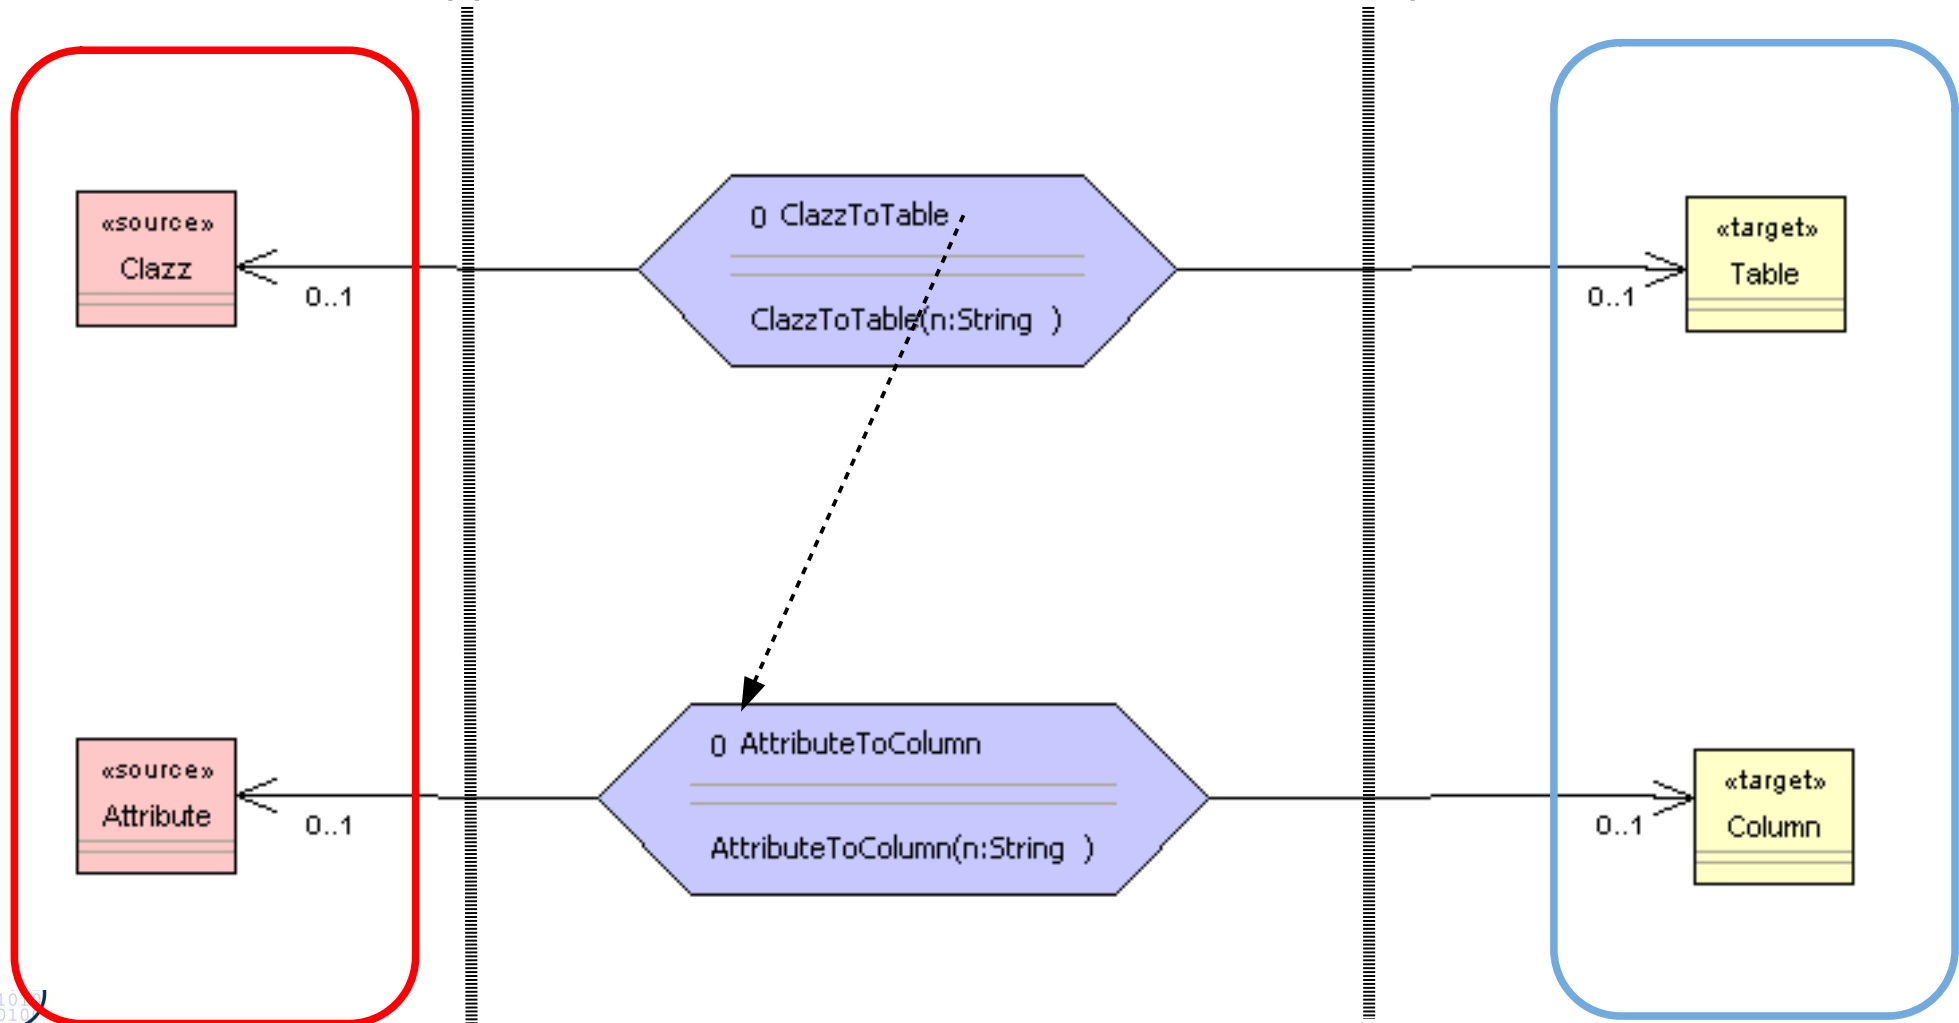 «source»
Clazz
0..1
0 ClazzToTable
ClazzToTable(n:String )
0..1
«target»
Table
«source»
Attribute
0..1
0 AttributeToColumn
AttributeToColumn(n:String )
0..1
«target»
Column